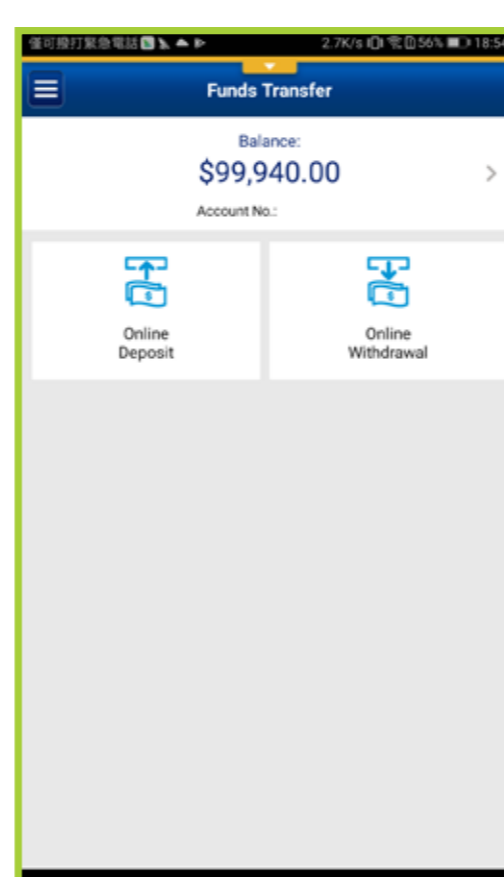 僅可撥打緊急電話 2.7K/s 56% 18:54
Funds Transfer
Balance:
$99,940.00
Account No.:
Online
Deposit
Online
Withdrawal